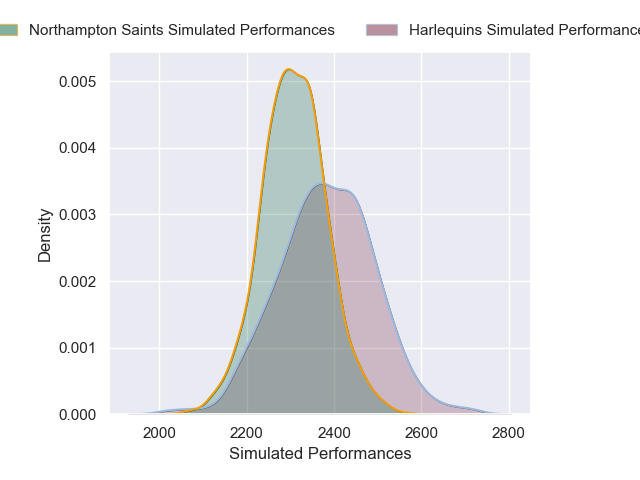 Northampton Saints Simulated Performances
Harlequins Simulated Performance
0.005
0.004
0.003
0.002
0.001
0.000
Density
2000 2200 2400 2600 2800
Simulated Performances